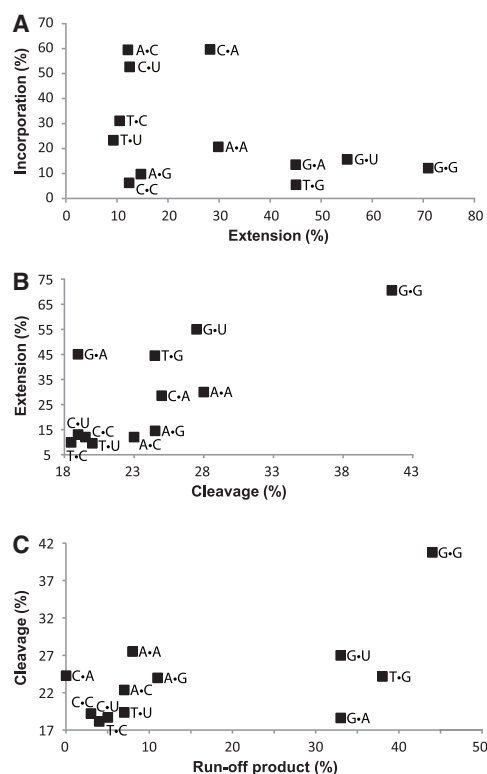 A
Incorporation (%)
70
60
50
40
30
20
10
0
A•C
C•A
C•U
T•C
T•U
A•A
G•A
G•U
G•G
A•G
T•G
C•C
0 10 20 30 40 50 60 70 80
Extension (%)
B
Extension (%)
75
65
55
45
35
25
15
5
G•G
G•U
G•A
T•G
C•A
A•A
C•U
C•C
A•G
T•C
T•U
A•C
18 23 28 33 38 43
Cleavage (%)
C
Cleavage (%)
42
37
32
27
22
17
G•G
A•A
G•U
C•A
A•G
T•G
A•C
C•C
C•U
T•U
G•A
T•C
0 10 20 30 40 50
Run-off product (%)